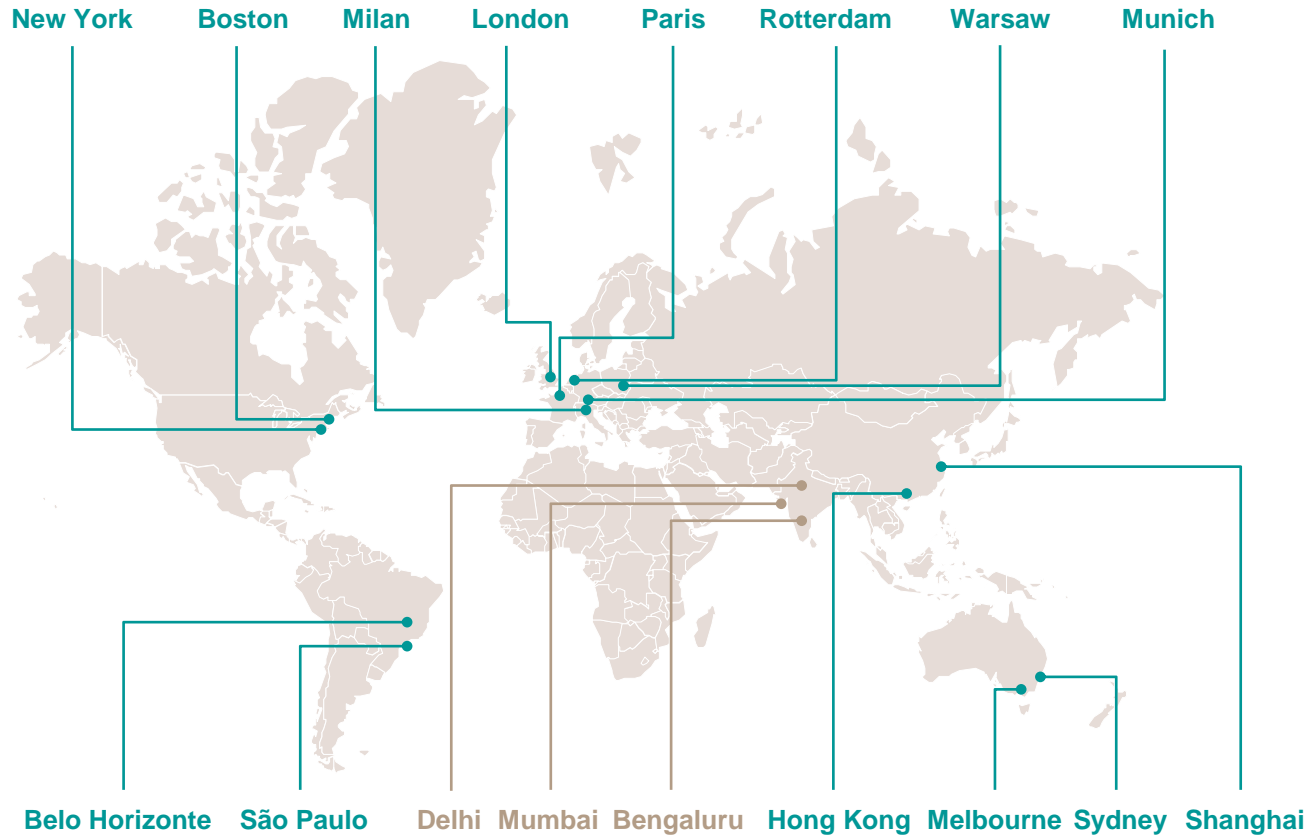 New York Boston Milan London Paris Rotterdam Warsaw Munich
Belo Horizonte São Paulo Delhi Mumbai Bengaluru Hong Kong Melbourne Sydney Shanghai